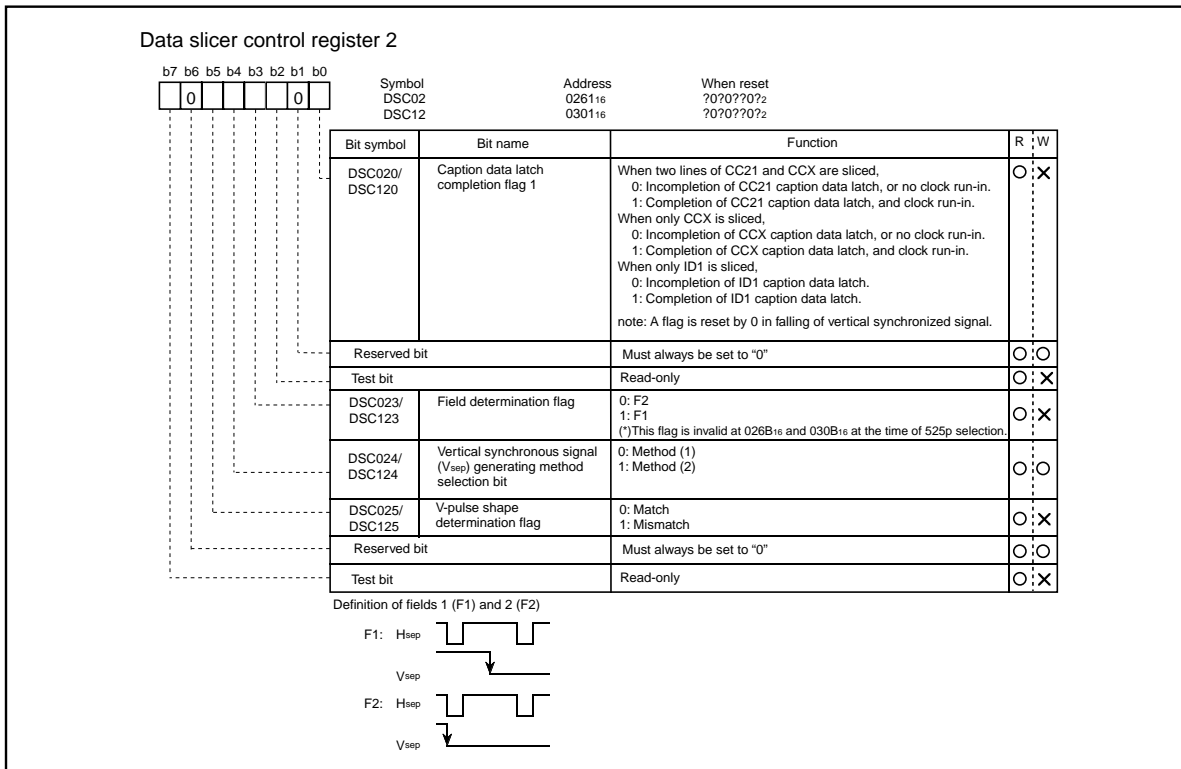 Data slicer control register 2
b7 b6 b5 b4 b3 b2 b1 b0
0 0
Symbol Address When reset
DSC02 026116 ?0?0??0?2
DSC12 030116 ?0?0??0?2
Bit symbol Bit name Function R W
DSC020/
DSC120
Caption data latch
completion flag 1
When two lines of CC21 and CCX are sliced,
0: Incompletion of CC21 caption data latch, or no clock run-in.
1: Completion of CC21 caption data latch, and clock run-in.
When only CCX is sliced,
0: Incompletion of CCX caption data latch, or no clock run-in.
1: Completion of CCX caption data latch, and clock run-in.
When only ID1 is sliced,
0: Incompletion of ID1 caption data latch.
1: Completion of ID1 caption data latch.
note: A flag is reset by 0 in falling of vertical synchronized signal.
Reserved bit Must always be set to “0”
Test bit Read-only
DSC023/
DSC123
Field determination flag
0: F2
1: F1
(*)This flag is invalid at 026B16 and 030B16 at the time of 525p selection.
DSC024/
DSC124
Vertical synchronous signal
(Vsep) generating method
selection bit
0: Method (1)
1: Method (2)
DSC025/
DSC125
V-pulse shape
determination flag
0: Match
1: Mismatch
Reserved bit Must always be set to “0”
Test bit Read-only
Definition of fields 1 (F1) and 2 (F2)
F1: Hsep
Vsep
F2: Hsep
Vsep